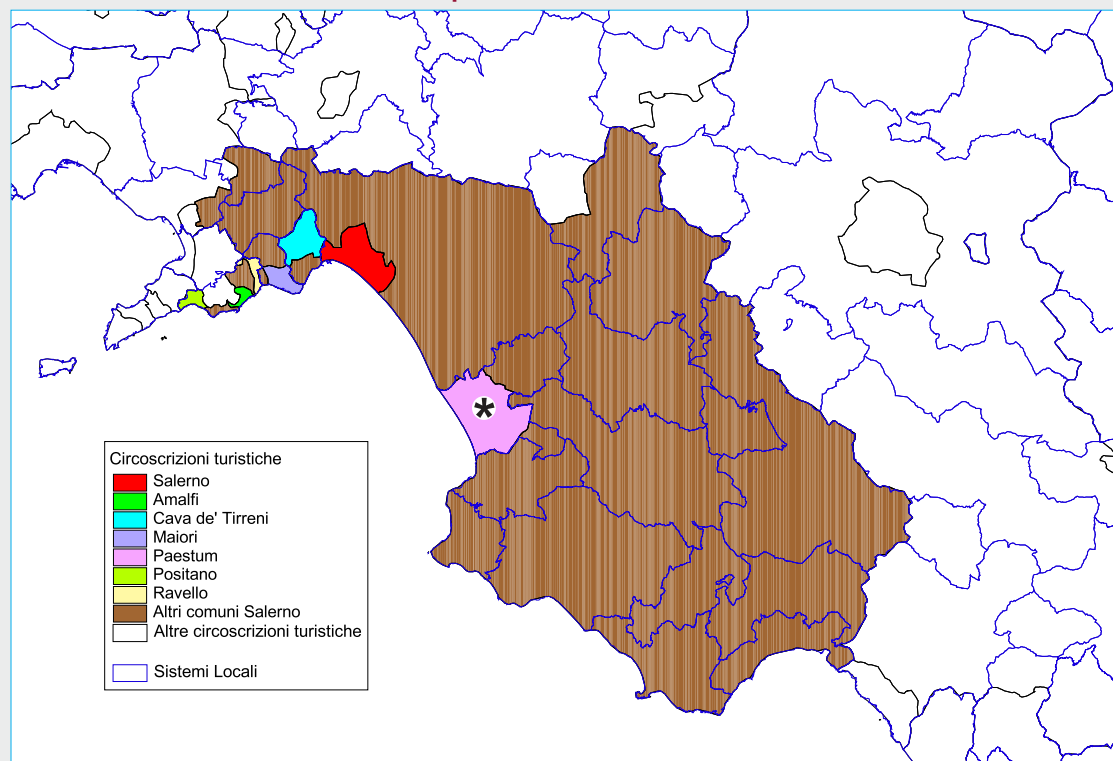 Circoscrizioni turistiche
Salerno
Amalfi
Cava de' Tirreni
Maiori
Paestum
Positano
Ravello
Altri comuni Salerno
Altre circoscrizioni turistiche
Sistemi Locali
*